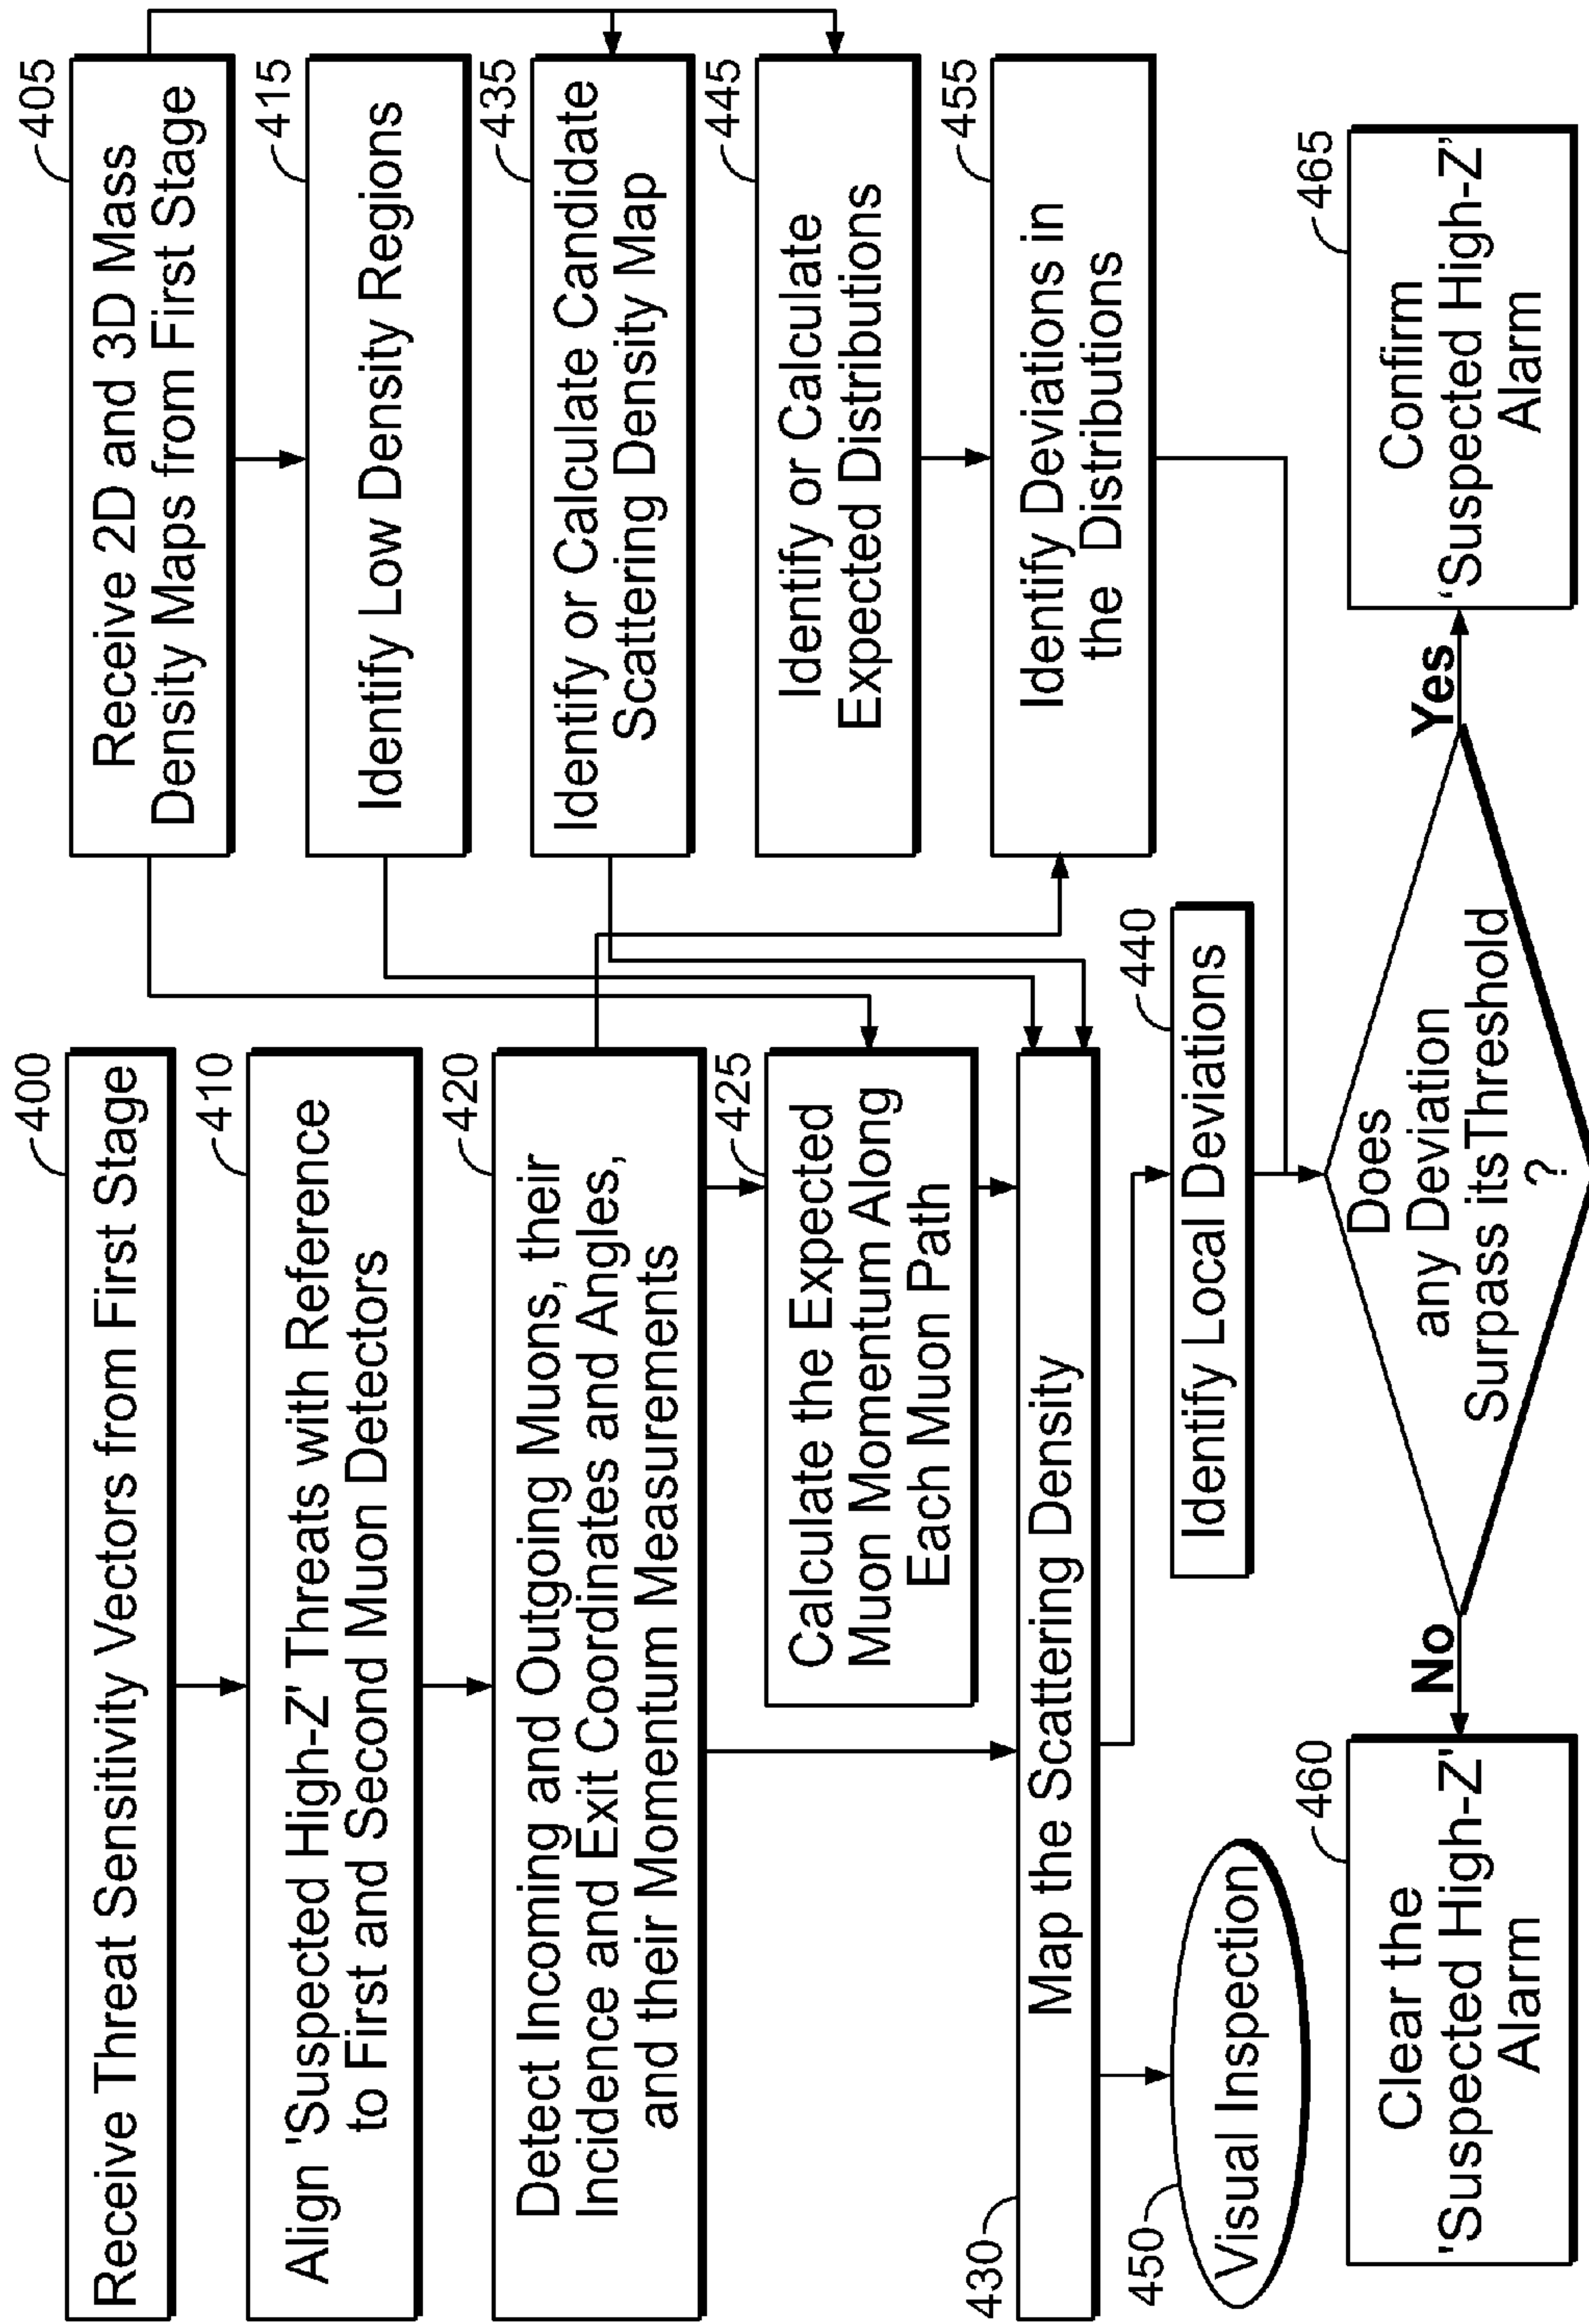 400
Receive Threat Sensitivity Vectors from First Stage
410
Align 'Suspected High-Z' Threats with Reference
to First and Second Muon Detectors
420
Detect Incoming and Outgoing Muons, their
Incidence and Exit Coordinates and Angles,
and their Momentum Measurements
425
Calculate the Expected
Muon Momentum Along
Each Muon Path
430
Map the Scattering Density
440
Identify Local Deviations
450
Visual Inspection
405
Receive 2D and 3D Mass
Density Maps from First Stage
415
Identify Low Density Regions
435
Identify or Calculate Candidate
Scattering Density Map
445
Identify or Calculate
Expected Distributions
455
Identify Deviations in
the Distributions
Does
any Deviation
Surpass itsThreshold
?
No
Yes
460
Clear the
'Suspected High-Z'
Alarm
465
Confirm
‘Suspected High-Z’
Alarm